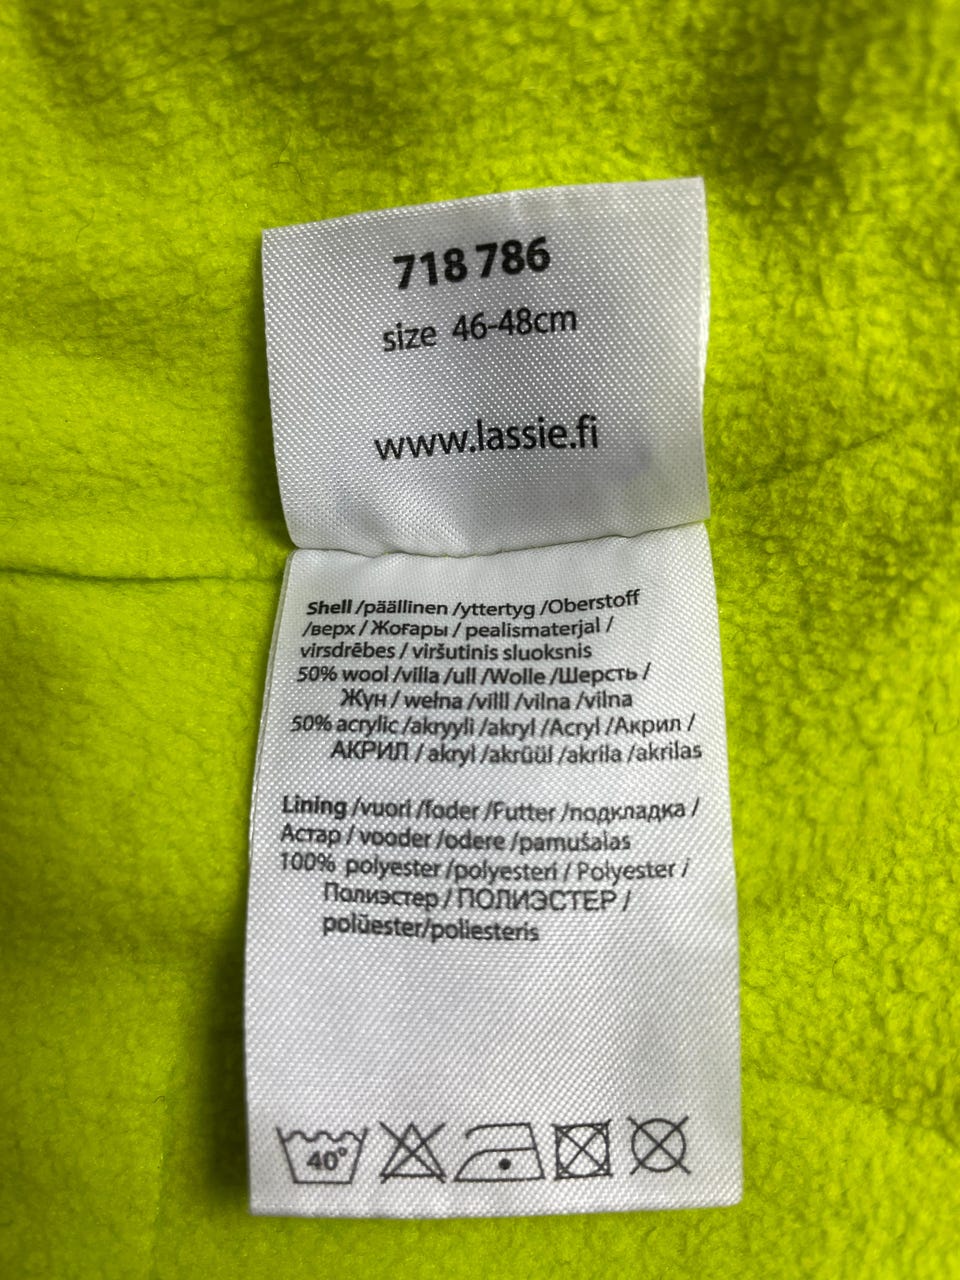 718 786
size 46-48cm
www.lassie.fi
Shell /päällinen /yttertyg /Oberstoff
/верх / Жоғары / pealismaterjal /
virsdrēbes / viršutinis sluoksnis
50% wool /villa /ull /Wolle /Шерсть /
Жүн / wełna /villl /vilna /vilna
50% acrylic /akryyli /akryl /Acryl /Акрил /
АКРИЛ / akryl /akrüül /akrila /akrilas
Lining /vuori /foder /Futter /подкладка /
Астар / vooder /odere /pamušalas
100% polyester /polyesteri / Polyester /
Полиэстер / ПОЛИЭСТЕР /
polüester/poliesteris
40°